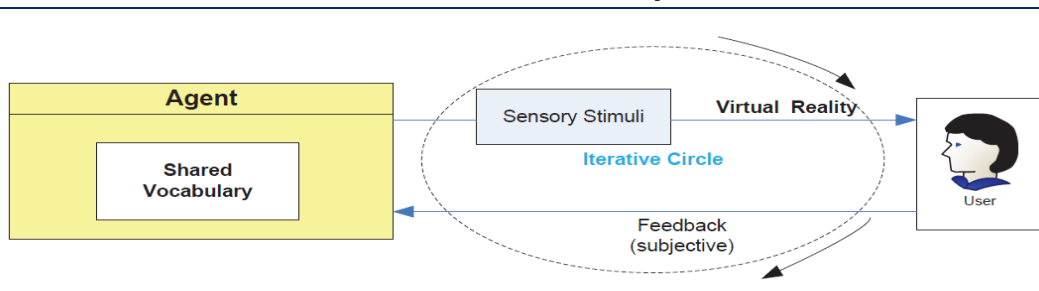 Agent
Shared
Vocabulary
Sensory Stimuli
Virtual Reality
Iterative Circle
Feedback
(subjective)
User